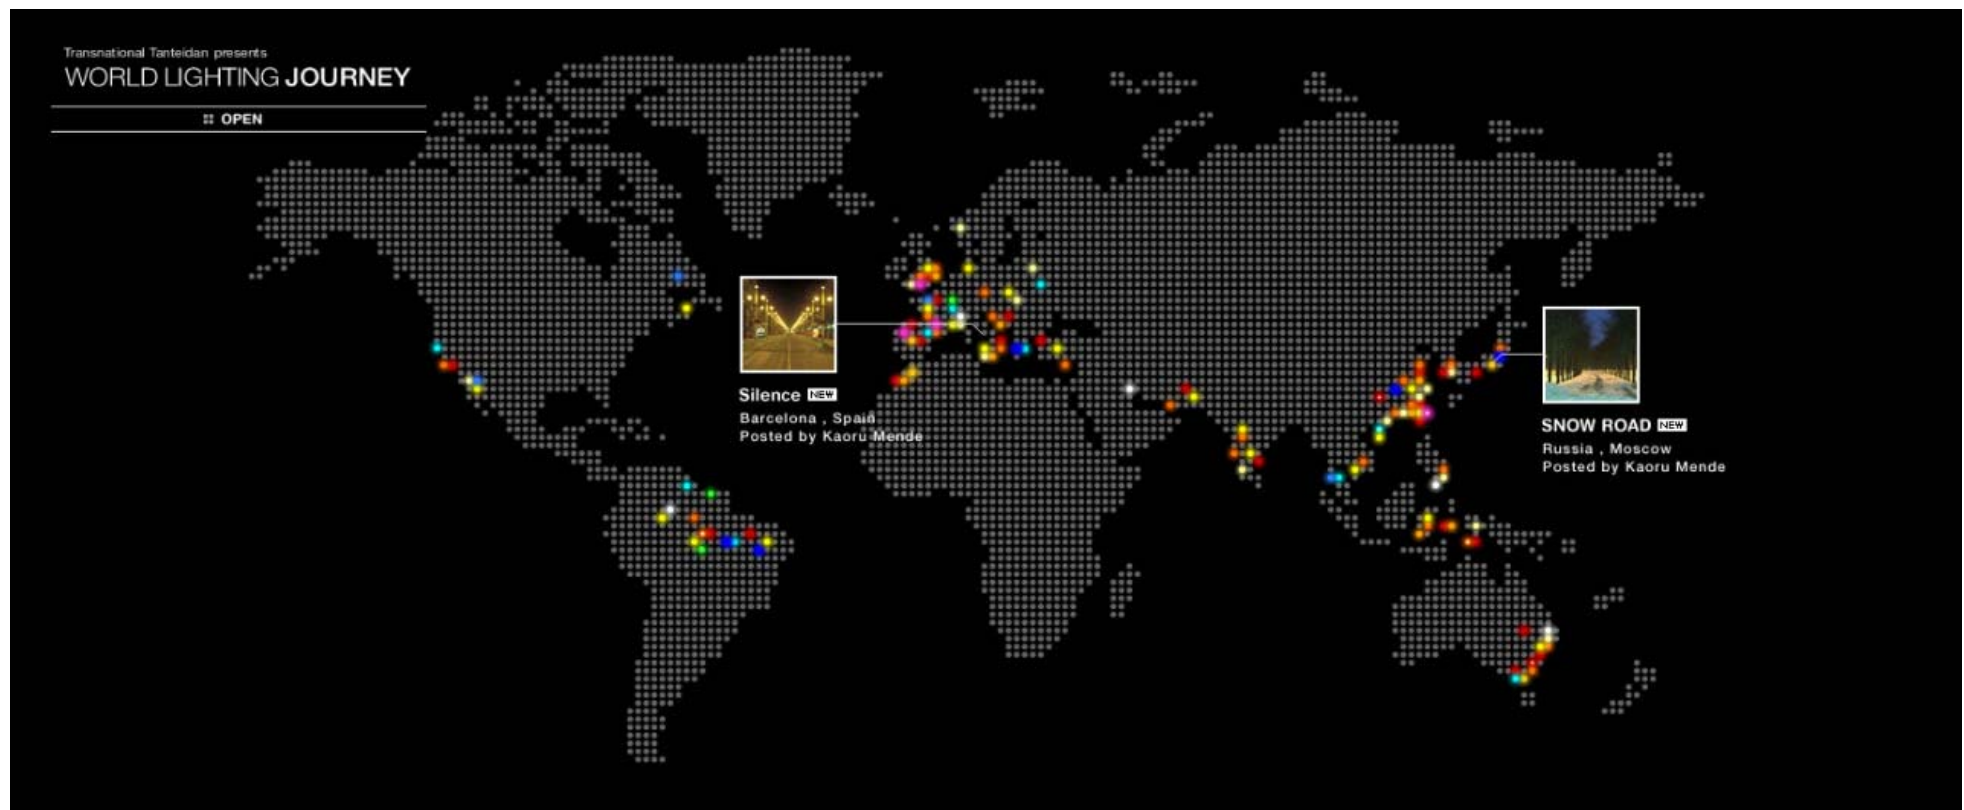 Transnational Tanteidan presents
WORLD LIGHTING JOURNEY
OPEN
Silence NEW
Barcelona , Spain
Posted by Kaoru Mende
SNOW ROAD NEW
Russia , Moscow
Posted by Kaoru Mende